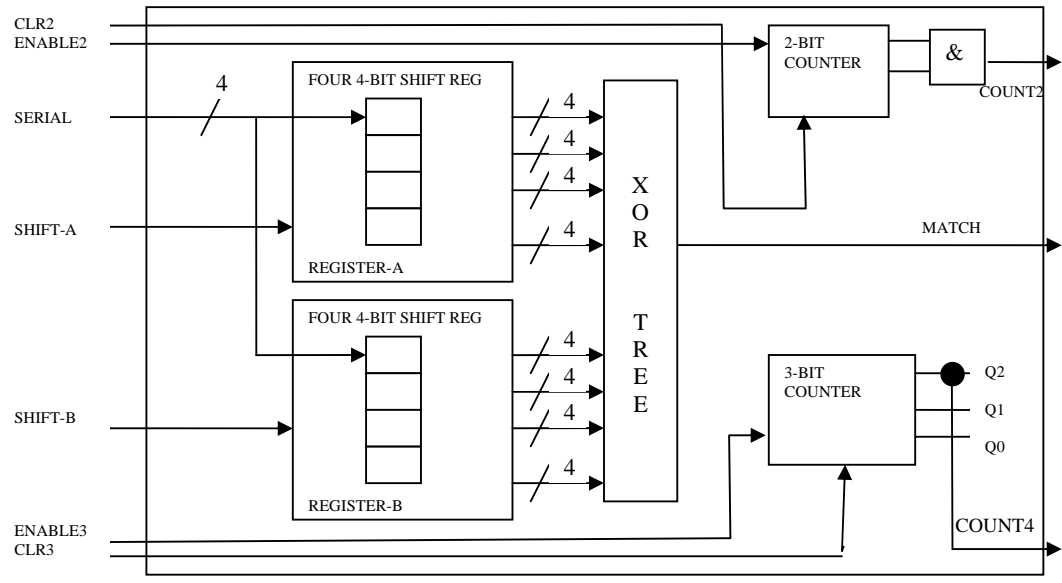 CLR2
ENABLE2
2-BIT
COUNTER
&
COUNT2
4
SERIAL
FOUR 4-BIT SHIFT REG
4
4
4
4
SHIFT-A
REGISTER-A
X
O
R
T
R
E
E
MATCH
FOUR 4-BIT SHIFT REG
4
4
4
4
SHIFT-B
REGISTER-B
3-BIT
COUNTER
Q2
Q1
Q0
ENABLE3
CLR3
COUNT4